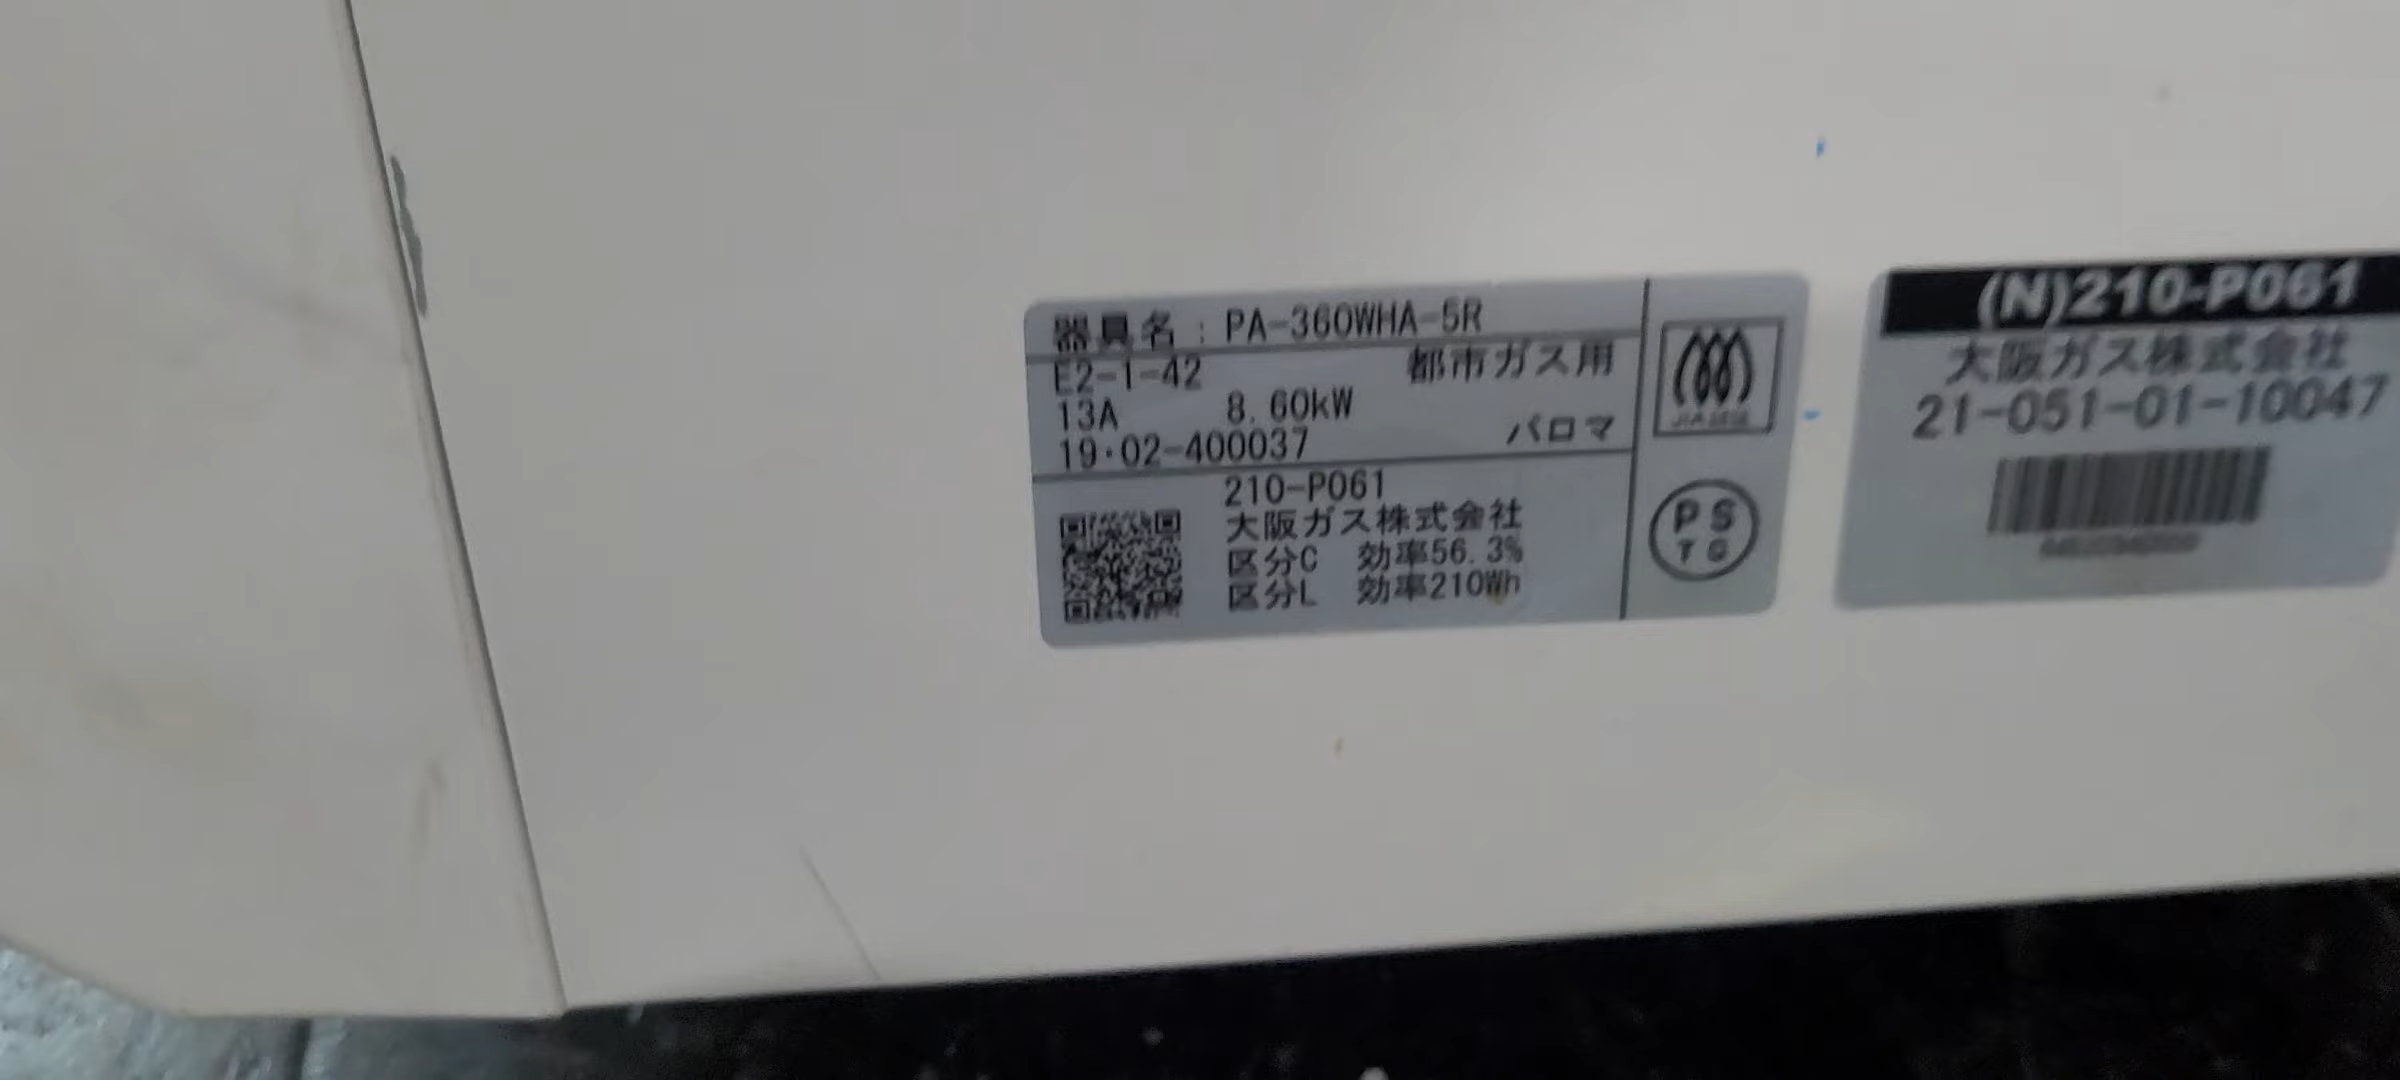 器具名：PA-360WHA-5R
E2-1-42 都市ガス用
13A 8.60kW
19・02-400037 パロマ
210-P061
大阪ガス株式会社
区分C 効率56.3%
区分L 効率210Wh
PS
TG
(N)210-P061
大阪ガス株式会社
21-051-01-10047